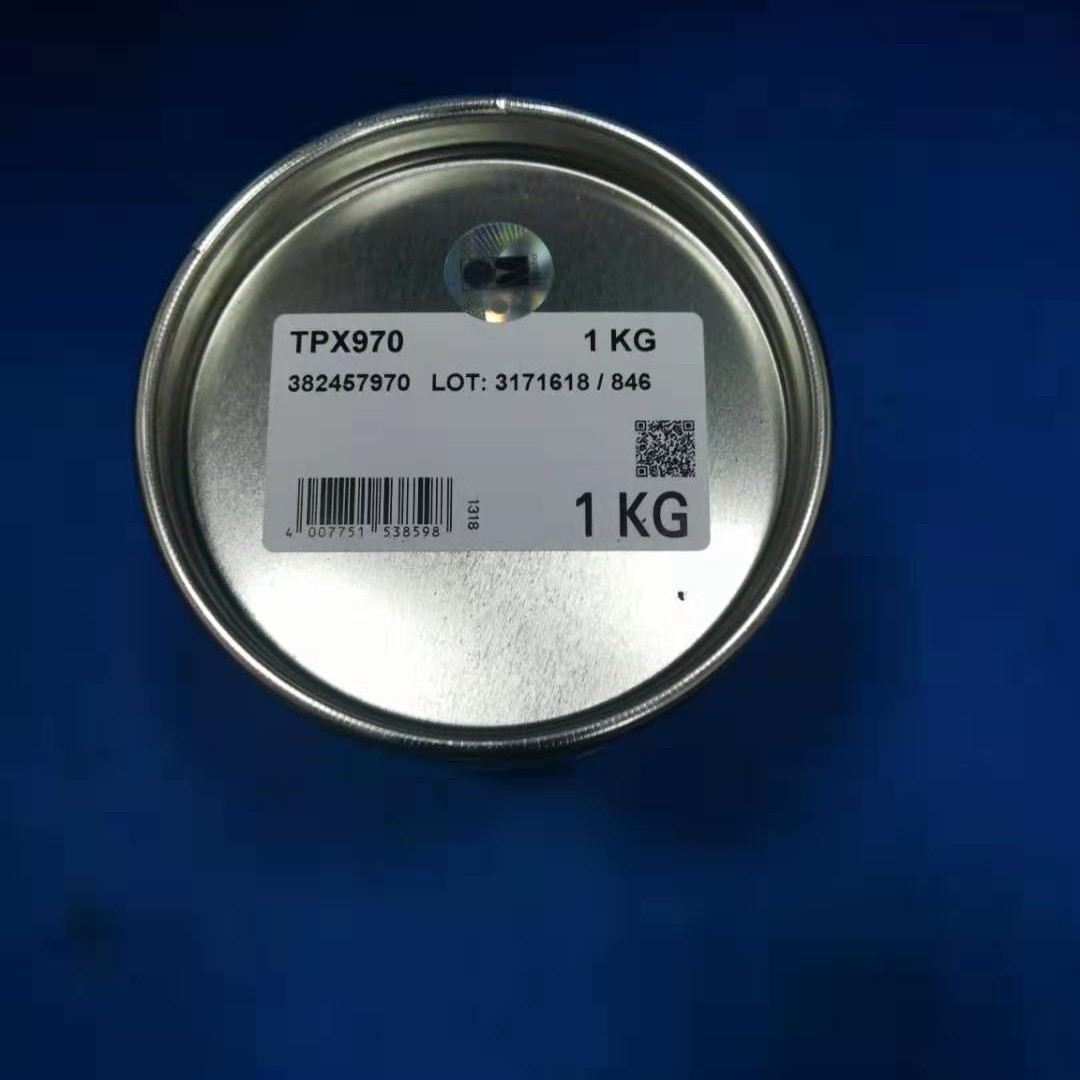 TPX970 1 KG
382457970 LOT: 3171618 / 846
1 KG
4 007751 538598
1318